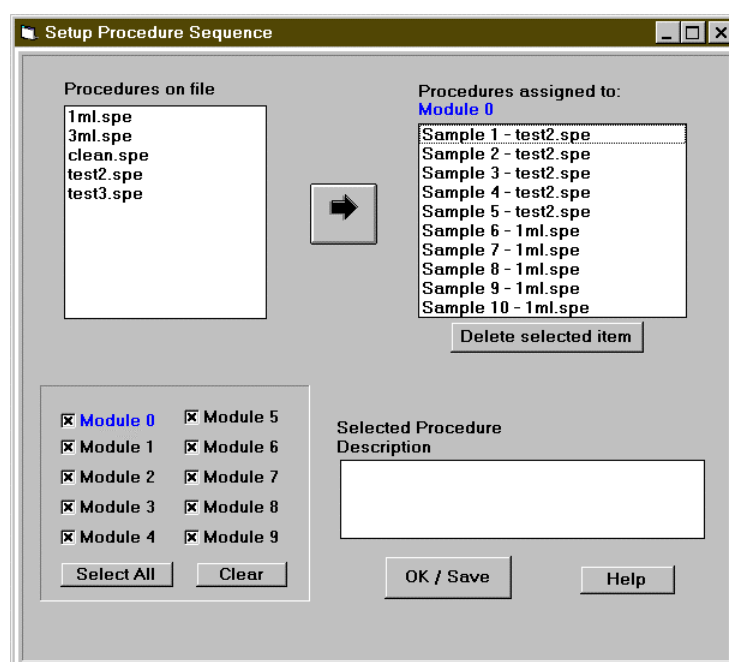 Setup Procedure Sequence
Procedures on file
1ml.spe
3ml.spe
clean.spe
test2.spe
test3.spe
Procedures assigned to:
Module 0
Sample 1 - test2.spe
Sample 2 - test2.spe
Sample 3 - test2.spe
Sample 4 - test2.spe
Sample 5 - test2.spe
Sample 6 - 1ml.spe
Sample 7 - 1ml.spe
Sample 8 - 1ml.spe
Sample 9 - 1ml.spe
Sample 10 - 1ml.spe
Delete selected item
Module 0
Module 1
Module 2
Module 3
Module 4
Module 5
Module 6
Module 7
Module 8
Module 9
Select All
Clear
Selected Procedure
Description
OK / Save
Help